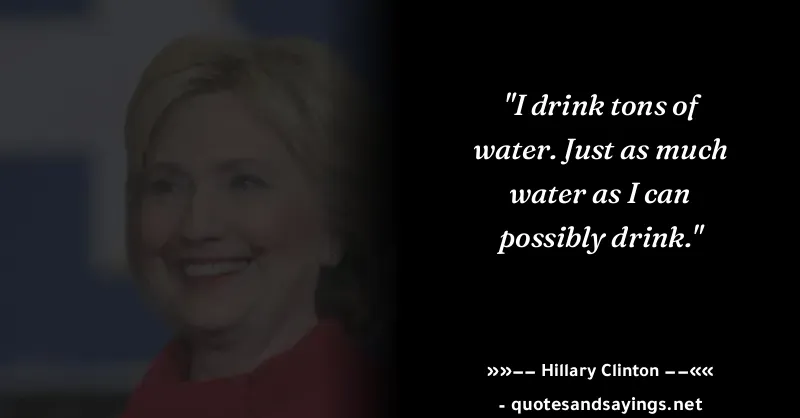 "I drink tons of
water. Just as much
water as I can
possibly drink."
»»−− Hillary Clinton −−««
- quotesandsayings.net